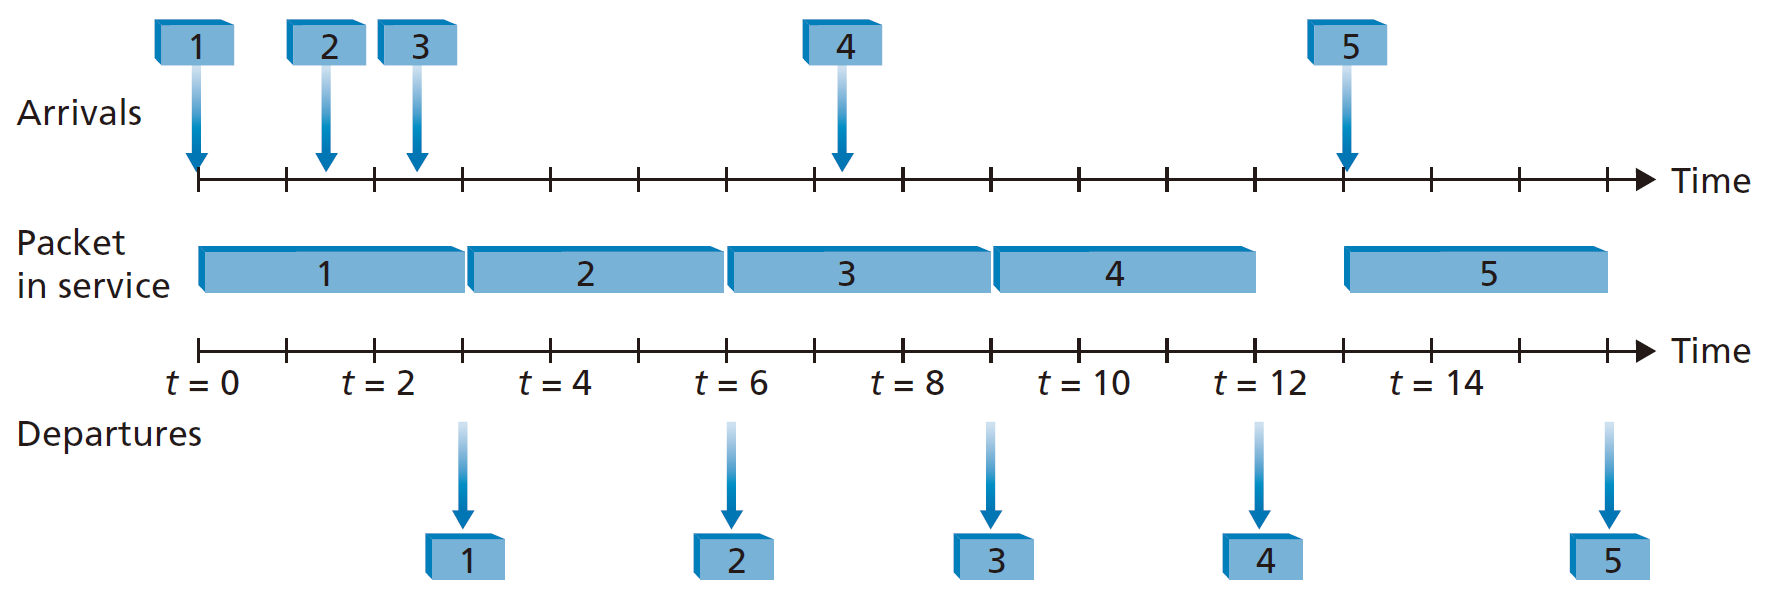 1 2 3 4 5
Arrivals
Time
Packet
in service
1 2 3 4 5
Time
t = 0 t = 2 t = 4 t = 6 t = 8 t = 10 t = 12 t = 14
Departures
1 2 3 4 5